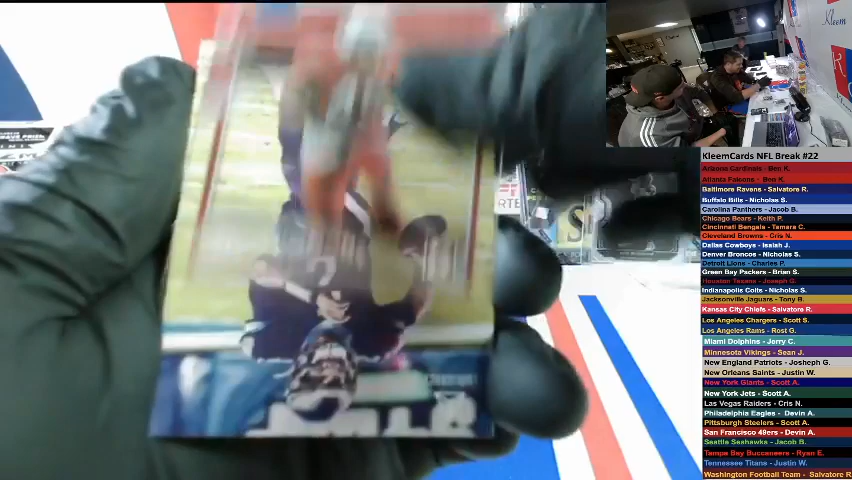 Kleem
R
ESPN
KleemCards NFL Break #22
Arizona Cardinals - Ben K.
Atlanta Falcons - Ben K.
Baltimore Ravens - Salvatore R.
Buffalo Bills - Nicholas S.
Carolina Panthers - Jacob B.
Chicago Bears - Keith P.
Cincinnati Bengals - Tamara C.
Cleveland Browns - Cris N.
Dallas Cowboys - Isaiah J.
Denver Broncos - Nicholas S.
Detroit Lions - Charles P.
Green Bay Packers - Brian S.
Houston Texans - Joseph G.
Indianapolis Colts - Nicholas S.
Jacksonville Jaguars - Tony B.
Kansas City Chiefs - Salvatore R.
Los Angeles Chargers - Scott S.
Los Angeles Rams - Rost G.
Miami Dolphins - Jerry C.
Minnesota Vikings - Sean J.
New England Patriots - Josheph G.
New Orleans Saints - Justin W.
New York Giants - Scott A.
New York Jets - Scott A.
Las Vegas Raiders - Cris N.
Philadelphia Eagles - Devin A.
Pittsburgh Steelers - Scott A.
San Francisco 49ers - Devin A.
Seattle Seahawks - Jacob B.
Tampa Bay Buccaneers - Ryan E.
Tennessee Titans - Justin W.
Washington Football Team - Salvatore R